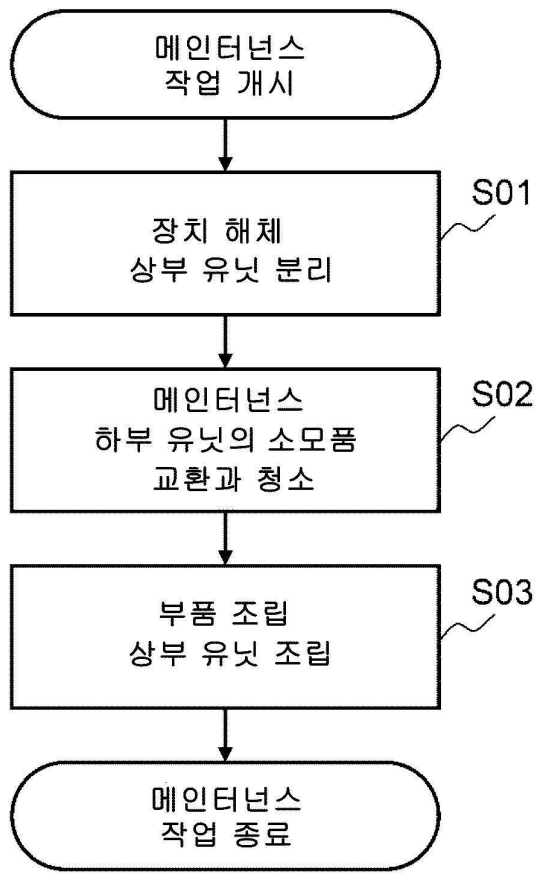 메인터넌스
작업 개시
S01
장치 해체
상부 유닛 분리
S02
메인터넌스
하부 유닛의 소모품
교환과 청소
S03
부품 조립
상부 유닛 조립
메인터넌스
작업 종료